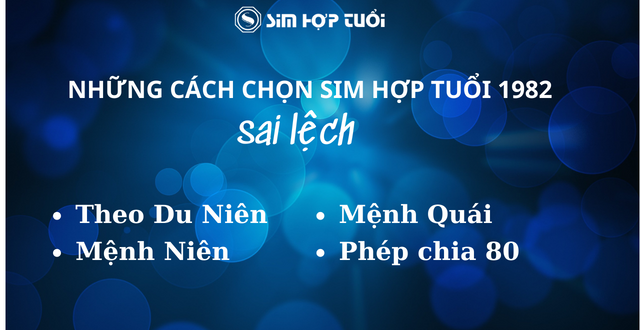 SIM HỢP TUỔI
NHỮNG CÁCH CHỌN SIM HỢP TUỔI 1982
sai lệch
• Theo Du Niên
• Mệnh Niên
• Mệnh Quái
• Phép chia 80